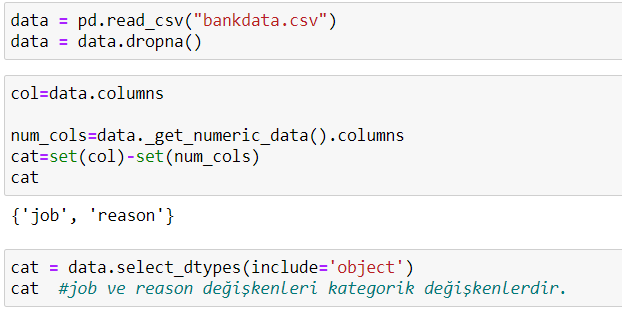 data = pd.read_csv("bankdata.csv")
data = data.dropna()
col=data.columns
num_cols=data._get_numeric_data().columns
cat=set(col)-set(num_cols)
cat
{'job', 'reason'}
cat = data.select_dtypes(include='object')
cat  #job ve reason değişkenleri kategorik değişkenlerdir.